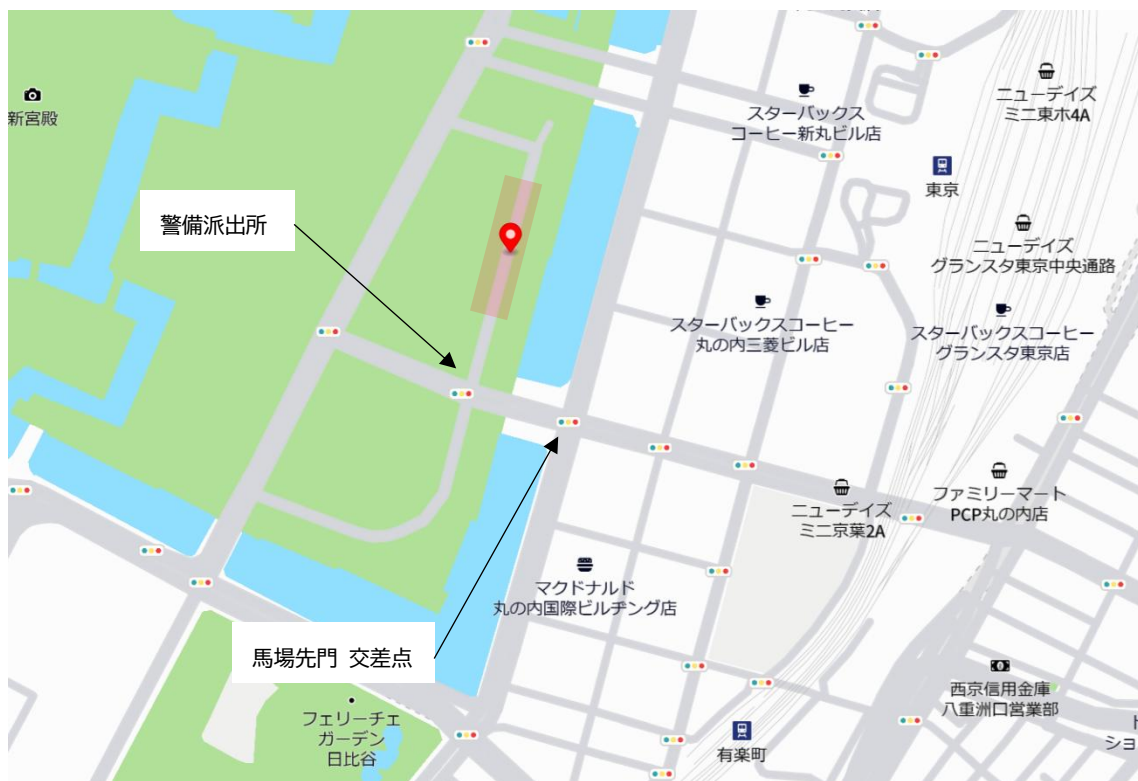 スターバックス
コーヒー新丸ビル店
ニューデイズ
ミニ東ホ4A
新宮殿
東京
警備派出所
ニューデイズ
グランスタ東京中央通路
スターバックスコーヒー
丸の内三菱ビル店
スターバックスコーヒー
グランスタ東京店
ニューデイズ
ミニ京葉2A
ファミリーマート
PCP丸の内店
マクドナルド
丸の内国際ビルヂング店
馬場先門 交差点
西京信用金庫
八重洲口営業部
フェリーチェ
ガーデン
日比谷
有楽町
ショ